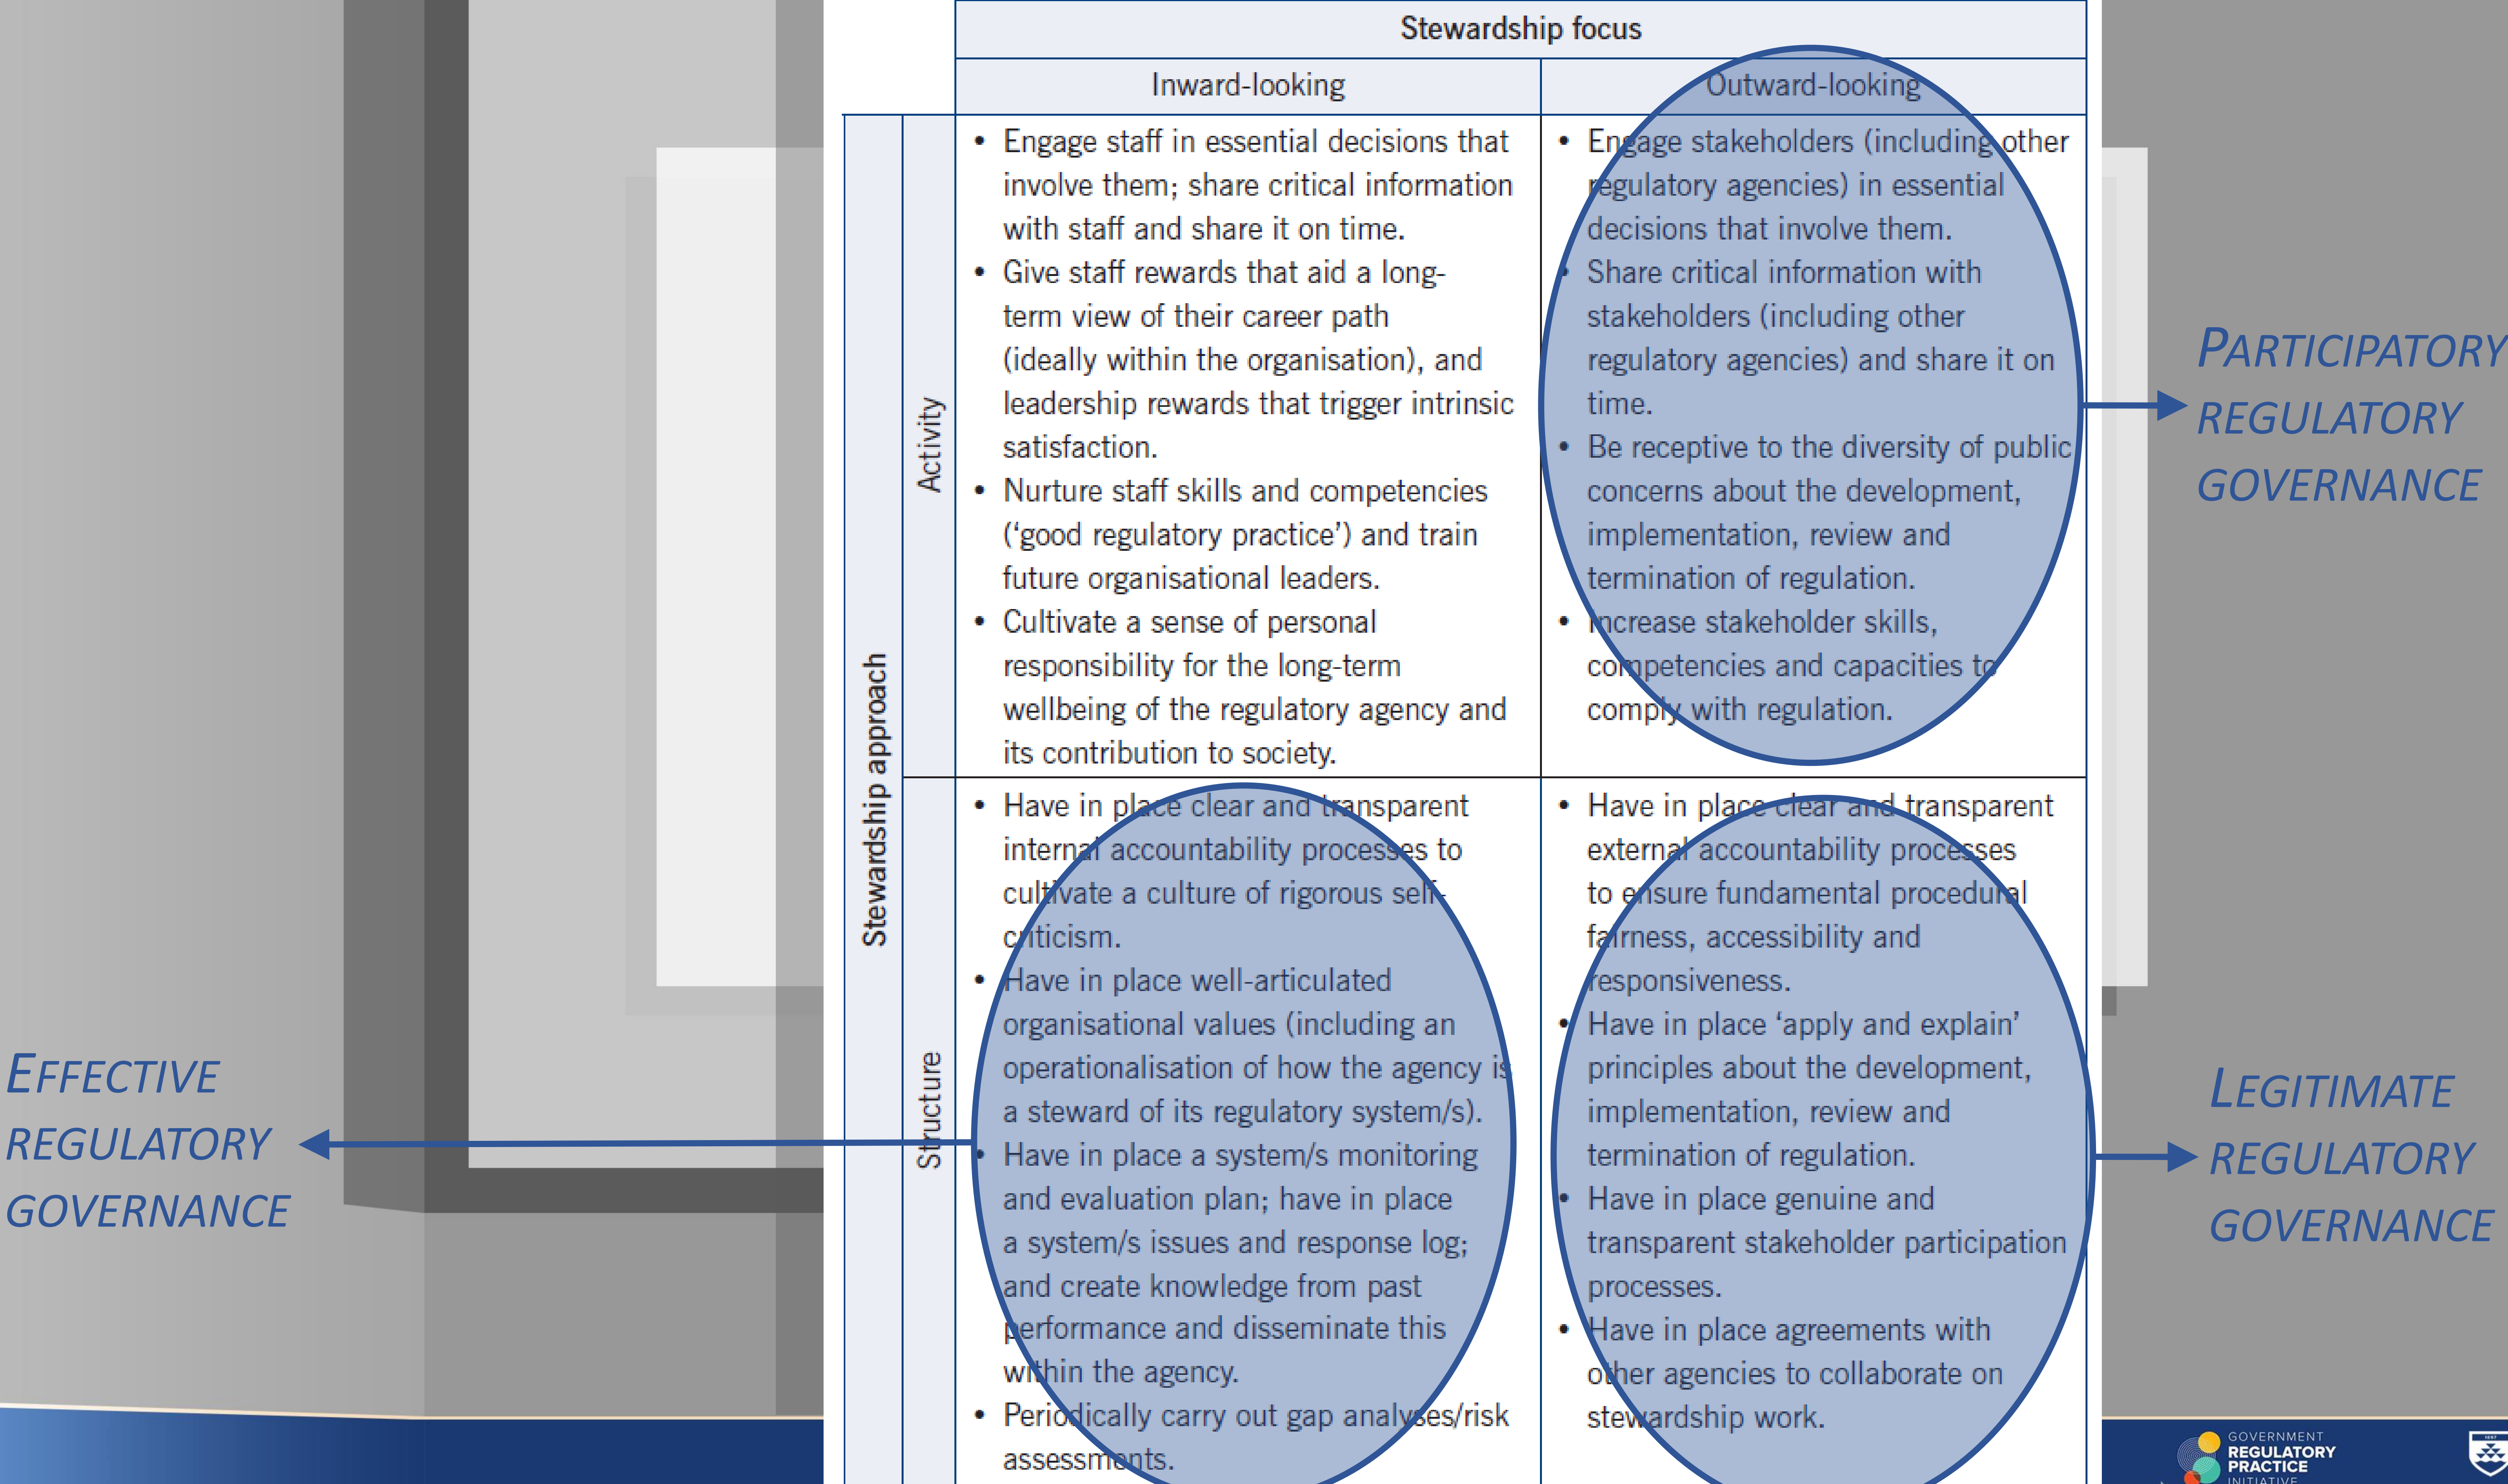 Stewardship focus
Inward-looking
Outward-looking
Stewardship approach
Activity
• Engage staff in essential decisions that
involve them; share critical information
with staff and share it on time.
• Give staff rewards that aid a long-
term view of their career path
(ideally within the organisation), and
leadership rewards that trigger intrinsic
satisfaction.
• Nurture staff skills and competencies
(‘good regulatory practice’) and train
future organisational leaders.
• Cultivate a sense of personal
responsibility for the long-term
wellbeing of the regulatory agency and
its contribution to society.
• Engage stakeholders (including other
regulatory agencies) in essential
decisions that involve them.
• Share critical information with
stakeholders (including other
regulatory agencies) and share it on
time.
• Be receptive to the diversity of public
concerns about the development,
implementation, review and
termination of regulation.
• Increase stakeholder skills,
competencies and capacities to
comply with regulation.
PARTICIPATORY
REGULATORY
GOVERNANCE
Structure
• Have in place clear and transparent
internal accountability processes to
cultivate a culture of rigorous self-
criticism.
• Have in place well-articulated
organisational values (including an
operationalisation of how the agency is
a steward of its regulatory system/s).
• Have in place a system/s monitoring
and evaluation plan; have in place
a system/s issues and response log;
and create knowledge from past
performance and disseminate this
within the agency.
• Periodically carry out gap analyses/risk
assessments.
EFFECTIVE
REGULATORY
GOVERNANCE
• Have in place clear and transparent
external accountability processes
to ensure fundamental procedural
fairness, accessibility and
responsiveness.
• Have in place ‘apply and explain’
principles about the development,
implementation, review and
termination of regulation.
• Have in place genuine and
transparent stakeholder participation
processes.
• Have in place agreements with
other agencies to collaborate on
stewardship work.
LEGITIMATE
REGULATORY
GOVERNANCE
GOVERNMENT
REGULATORY
PRACTICE
INITIATIVE